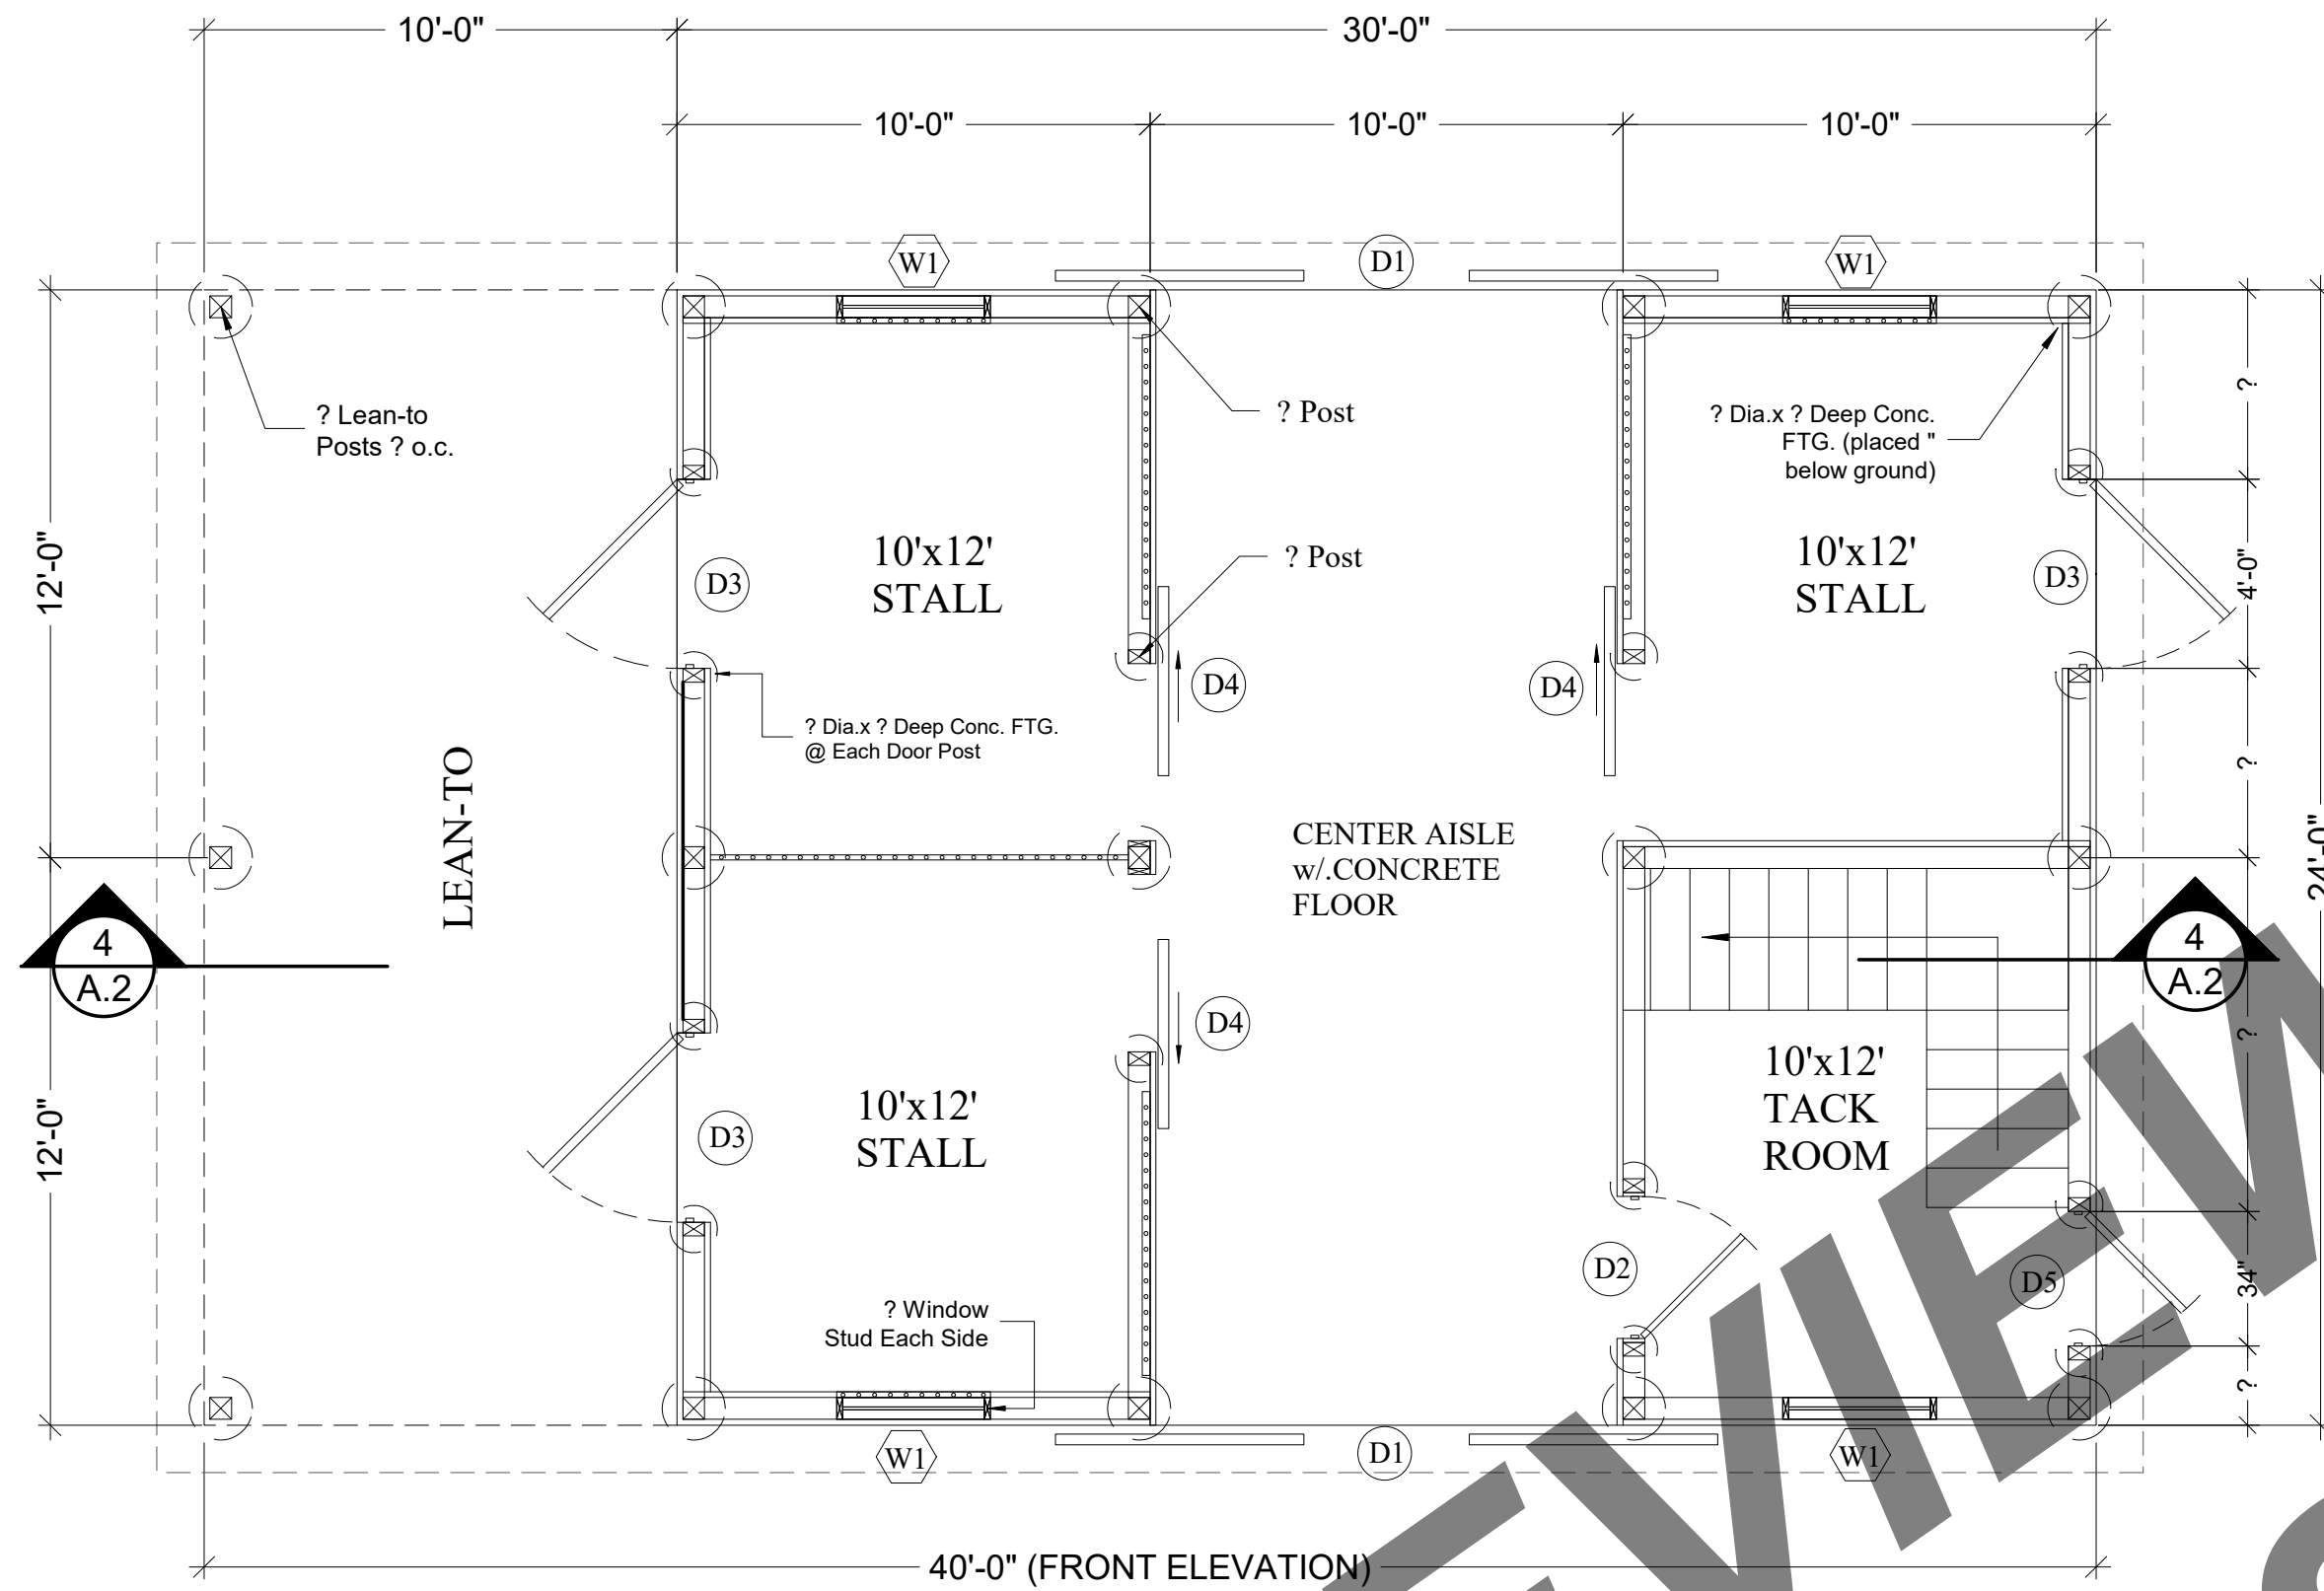 10'-0"
30'-0"
10'-0"
10'-0"
10'-0"
W1
D1
W1
? Lean-to
Posts ? o.c.
? Post
? Dia.x ? Deep Conc.
FTG. (placed "
below ground)
?
12'-0"
10'x12'
STALL
? Post
10'x12'
STALL
D3
D3
4'-0"
D4
D4
? Dia.x ? Deep Conc. FTG.
@ Each Door Post
?
LEAN-TO
CENTER AISLE
w/.CONCRETE
FLOOR
24'-0"
4
A.2
4
A.2
D4
?
10'x12'
STALL
10'x12'
TACK
ROOM
12'-0"
D3
D2
D5
34"
? Window
Stud Each Side
?
W1
D1
W1
40'-0" (FRONT ELEVATION)